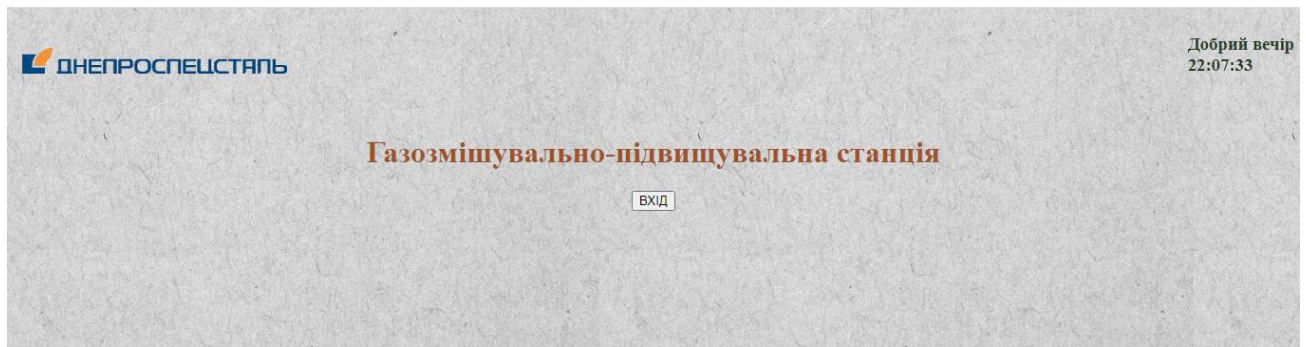 ДНЕПРОСПЕЦСТАЛЬ
Добрий вечір
22:07:33
Газозмішувально-підвищувальна станція
ВХІД